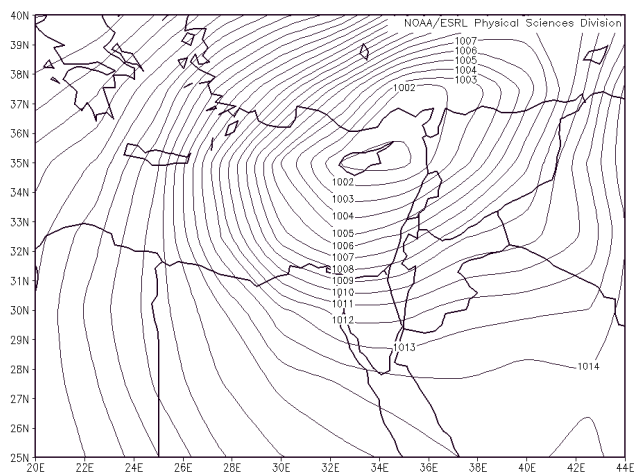 40N
NOAA/ESRL Physical Sciences Division
39N
1007
1006
1005
1004
1003
38N
1002
37N
36N
35N
1002
34N
1003
1004
33N
1005
1006
32N
1007
1008
31N
1009
1010
1011
30N
1012
29N
1013
1014
28N
27N
26N
25N
20E 22E 24E 26E 28E 30E 32E 34E 36E 38E 40E 42E 44E